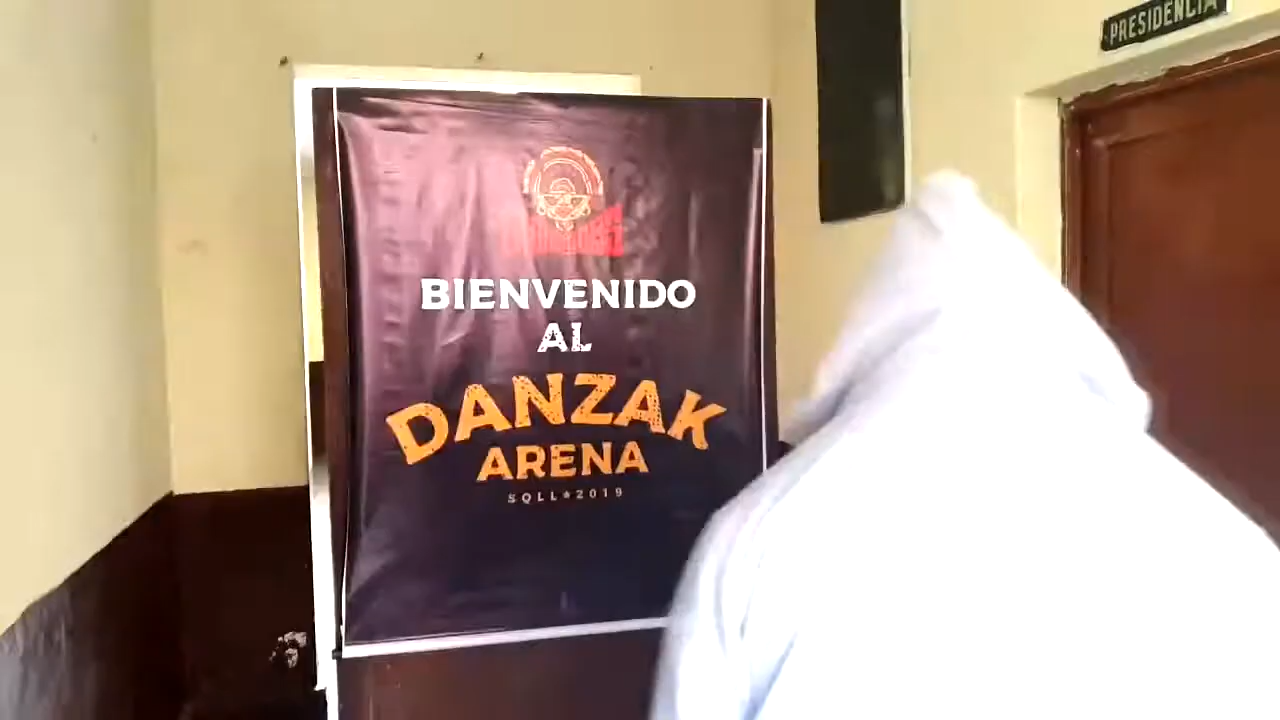 PRESIDENCIA
BIENVENIDO
AL
DANZAK
ARENA
SQLL★2019